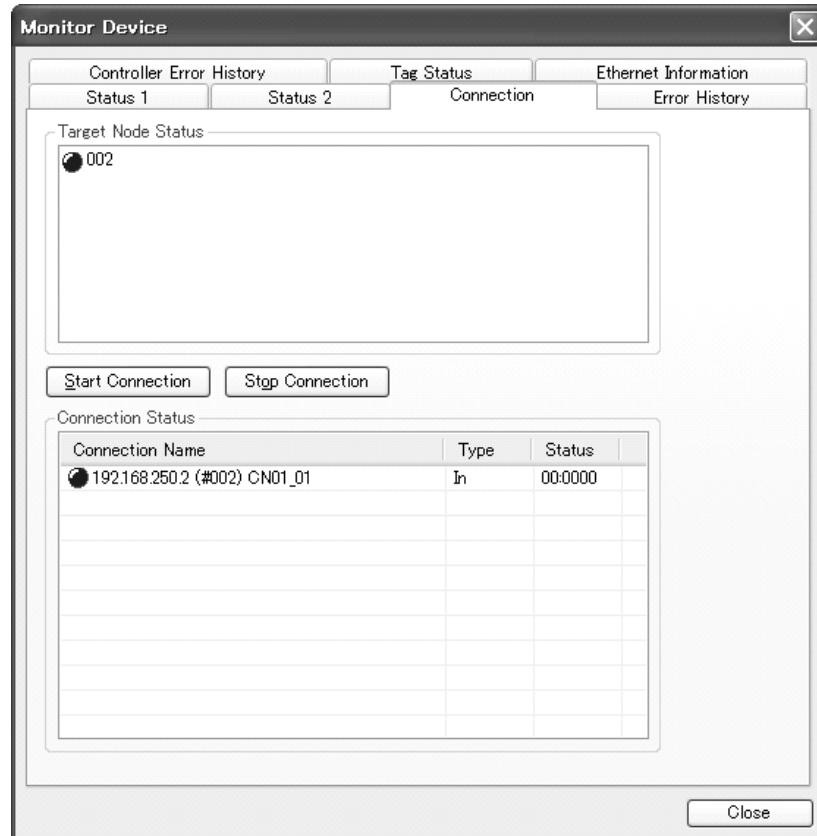 Monitor Device
Controller Error History Tag Status Ethernet Information
Status 1 Status 2 Connection Error History
Target Node Status
002
Start Connection Stop Connection
Connection Status
Connection Name Type Status
192.168.250.2 (#002) CN01_01 In 00:0000
Close